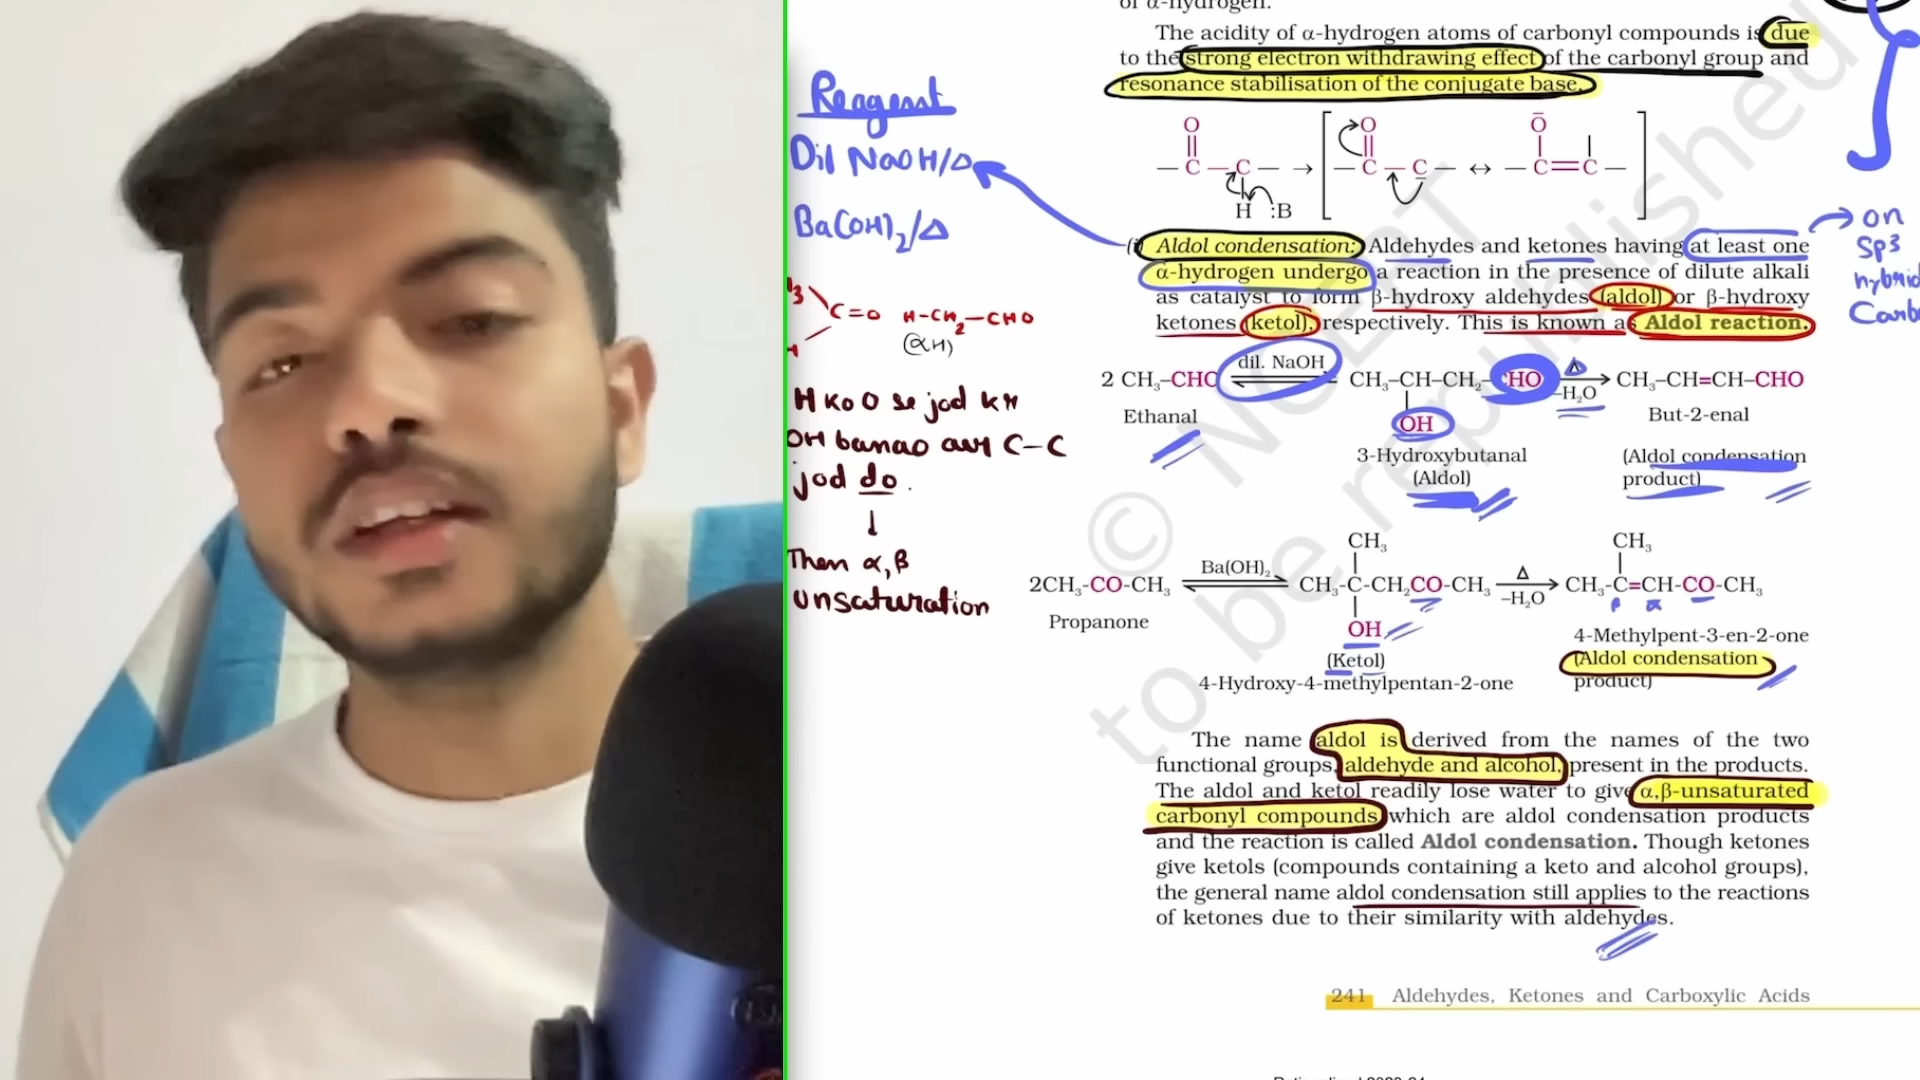 of α-hydrogen.
The acidity of α-hydrogen atoms of carbonyl compounds is due
to the strong electron withdrawing effect of the carbonyl group and
resonance stabilisation of the conjugate base.
Reagent
Dil NaOH/Δ
Ba(OH)₂/Δ
O O Ō
— C — C — → — C — C — ↔ — C = C —
H :B
(i) Aldol condensation: Aldehydes and ketones having at least one
α-hydrogen undergo a reaction in the presence of dilute alkali
as catalyst to form β-hydroxy aldehydes (aldol) or β-hydroxy
ketones (ketol), respectively. This is known as Aldol reaction.
on
sp³
C=O H-CH₂-CHO
(αH)
H ko O se jod kr
OH banao aur C-C
jod do.
↓
Then α,β
unsaturation
dil. NaOH Δ
2 CH₃–CHO ⇌ CH₃–CH–CH₂–CHO → CH₃–CH=CH–CHO
–H₂O
Ethanal OH But-2-enal
3-Hydroxybutanal (Aldol condensation
(Aldol) product)
CH₃ CH₃
Ba(OH)₂ Δ
2CH₃-CO-CH₃ ⇌ CH₃-C-CH₂CO-CH₃ → CH₃-C=CH-CO-CH₃
–H₂O β α
Propanone OH
(Ketol) 4-Methylpent-3-en-2-one
4-Hydroxy-4-methylpentan-2-one (Aldol condensation
product)
The name aldol is derived from the names of the two
functional groups, aldehyde and alcohol, present in the products.
The aldol and ketol readily lose water to give α,β-unsaturated
carbonyl compounds which are aldol condensation products
and the reaction is called Aldol condensation. Though ketones
give ketols (compounds containing a keto and alcohol groups),
the general name aldol condensation still applies to the reactions
of ketones due to their similarity with aldehydes.
241 Aldehydes, Ketones and Carboxylic Acids
© NCERT
to be republished